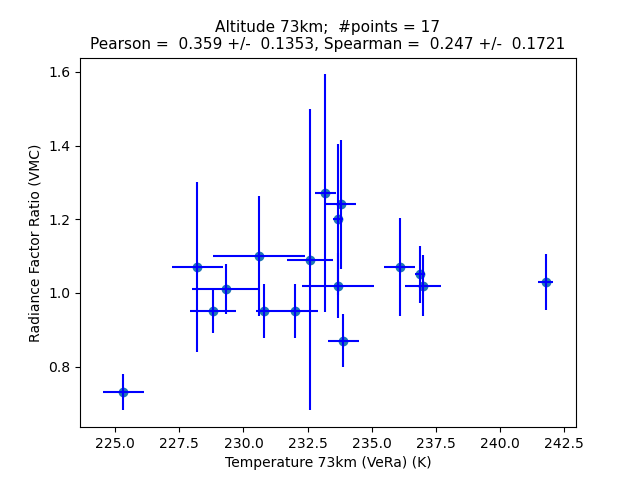 Altitude 73km;  #points = 17
Pearson =  0.359 +/-  0.1353, Spearman =  0.247 +/-  0.1721
1.6
1.4
1.2
1.0
0.8
Radiance Factor Ratio (VMC)
225.0 227.5 230.0 232.5 235.0 237.5 240.0 242.5
Temperature 73km (VeRa) (K)